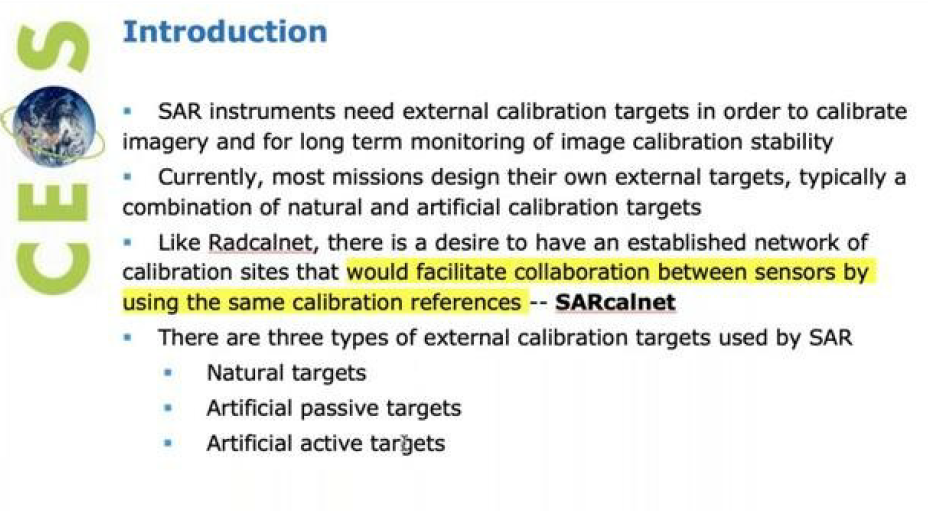 CEOS
Introduction
▪ SAR instruments need external calibration targets in order to calibrate
imagery and for long term monitoring of image calibration stability
▪ Currently, most missions design their own external targets, typically a
combination of natural and artificial calibration targets
▪ Like Radcalnet, there is a desire to have an established network of
calibration sites that would facilitate collaboration between sensors by
using the same calibration references -- SARcalnet
▪ There are three types of external calibration targets used by SAR
▪ Natural targets
▪ Artificial passive targets
▪ Artificial active targets